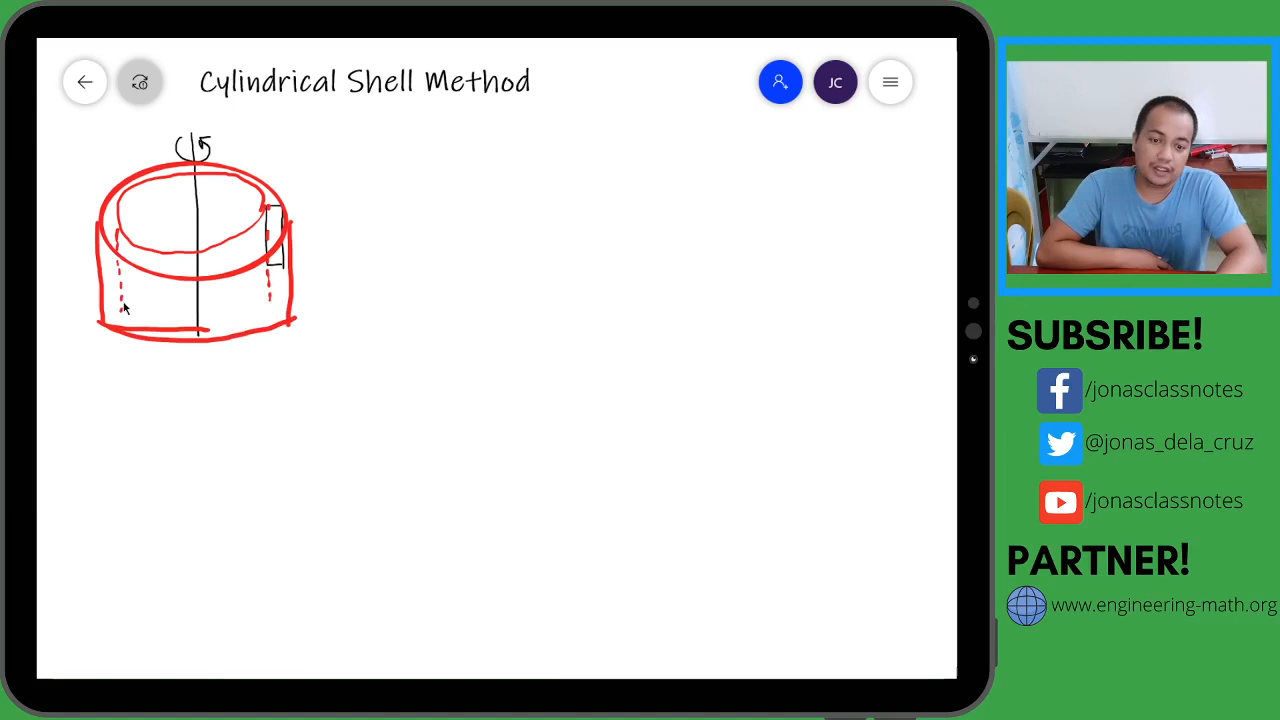 Cylindrical Shell Method
JC
SUBSRIBE!
/jonasclassnotes
@jonas_dela_cruz
/jonasclassnotes
PARTNER!
www.engineering-math.org